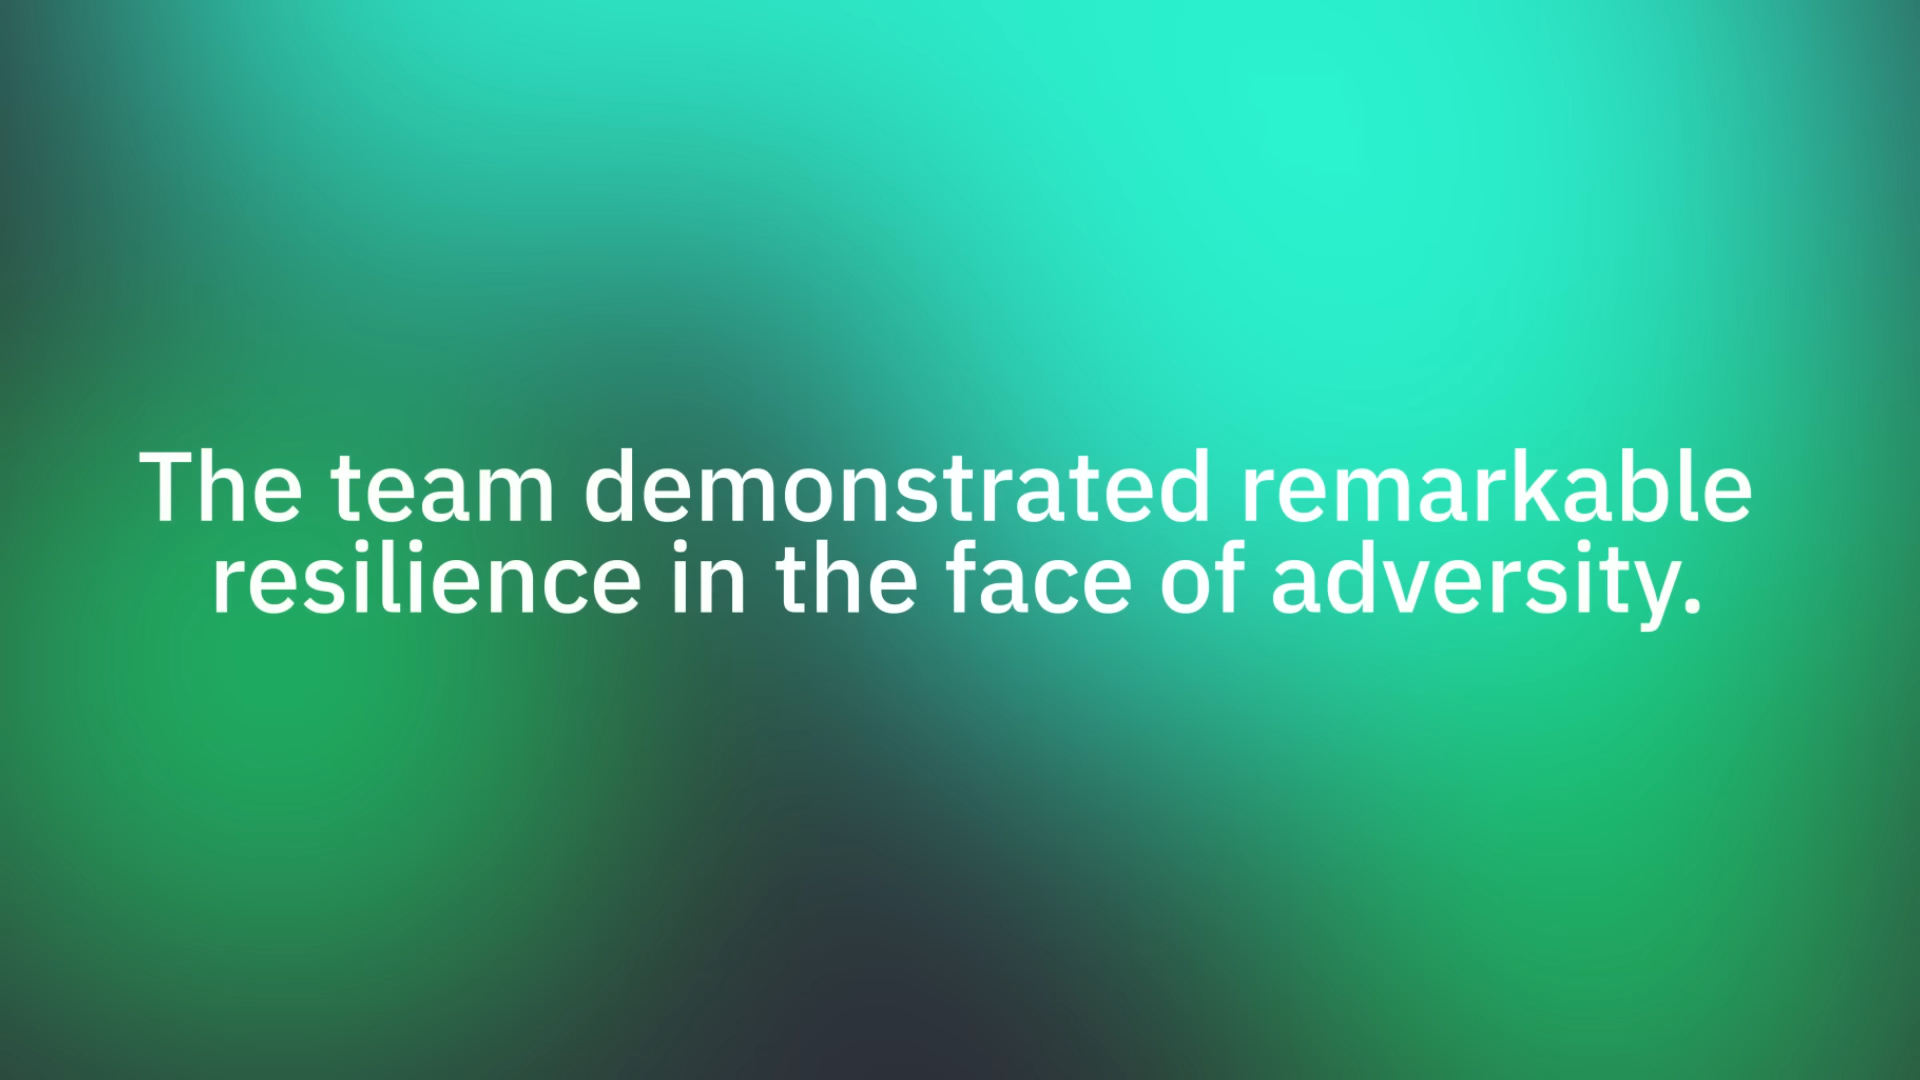 The team demonstrated remarkable
resilience in the face of adversity.